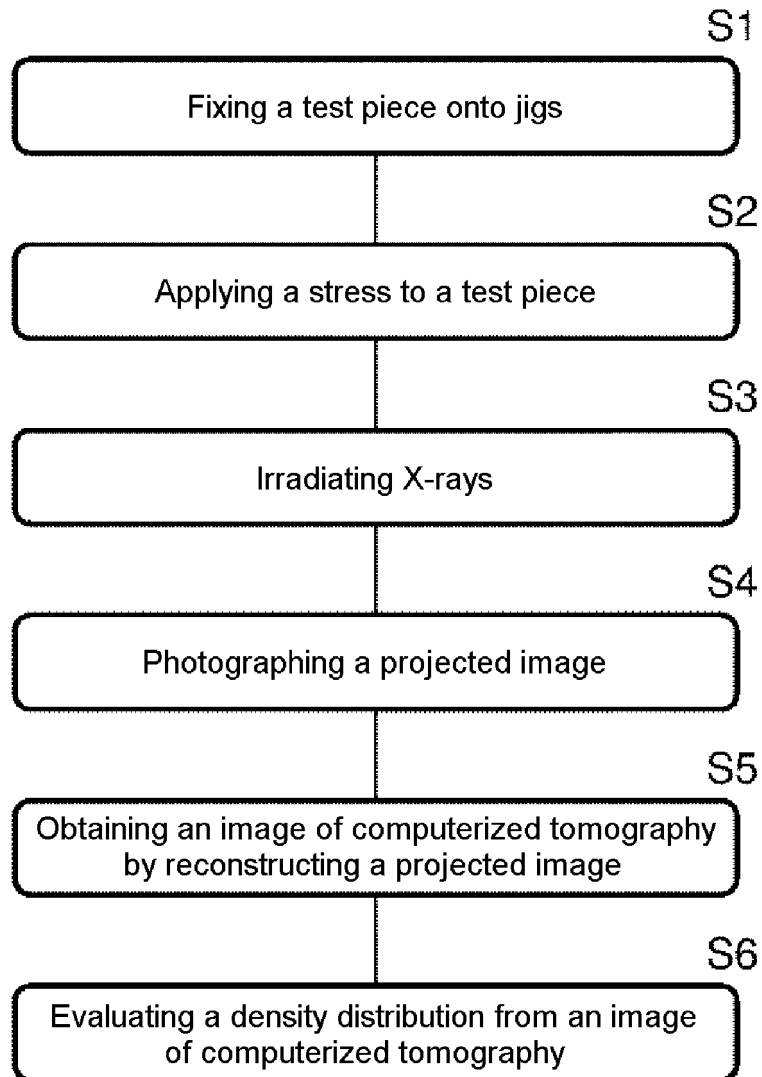 S1
Fixing a test piece onto jigs
S2
Applying a stress to a test piece
S3
Irradiating X-rays
S4
Photographing a projected image
S5
Obtaining an image of computerized tomography
by reconstructing a projected image
S6
Evaluating a density distribution from an image
of computerized tomography